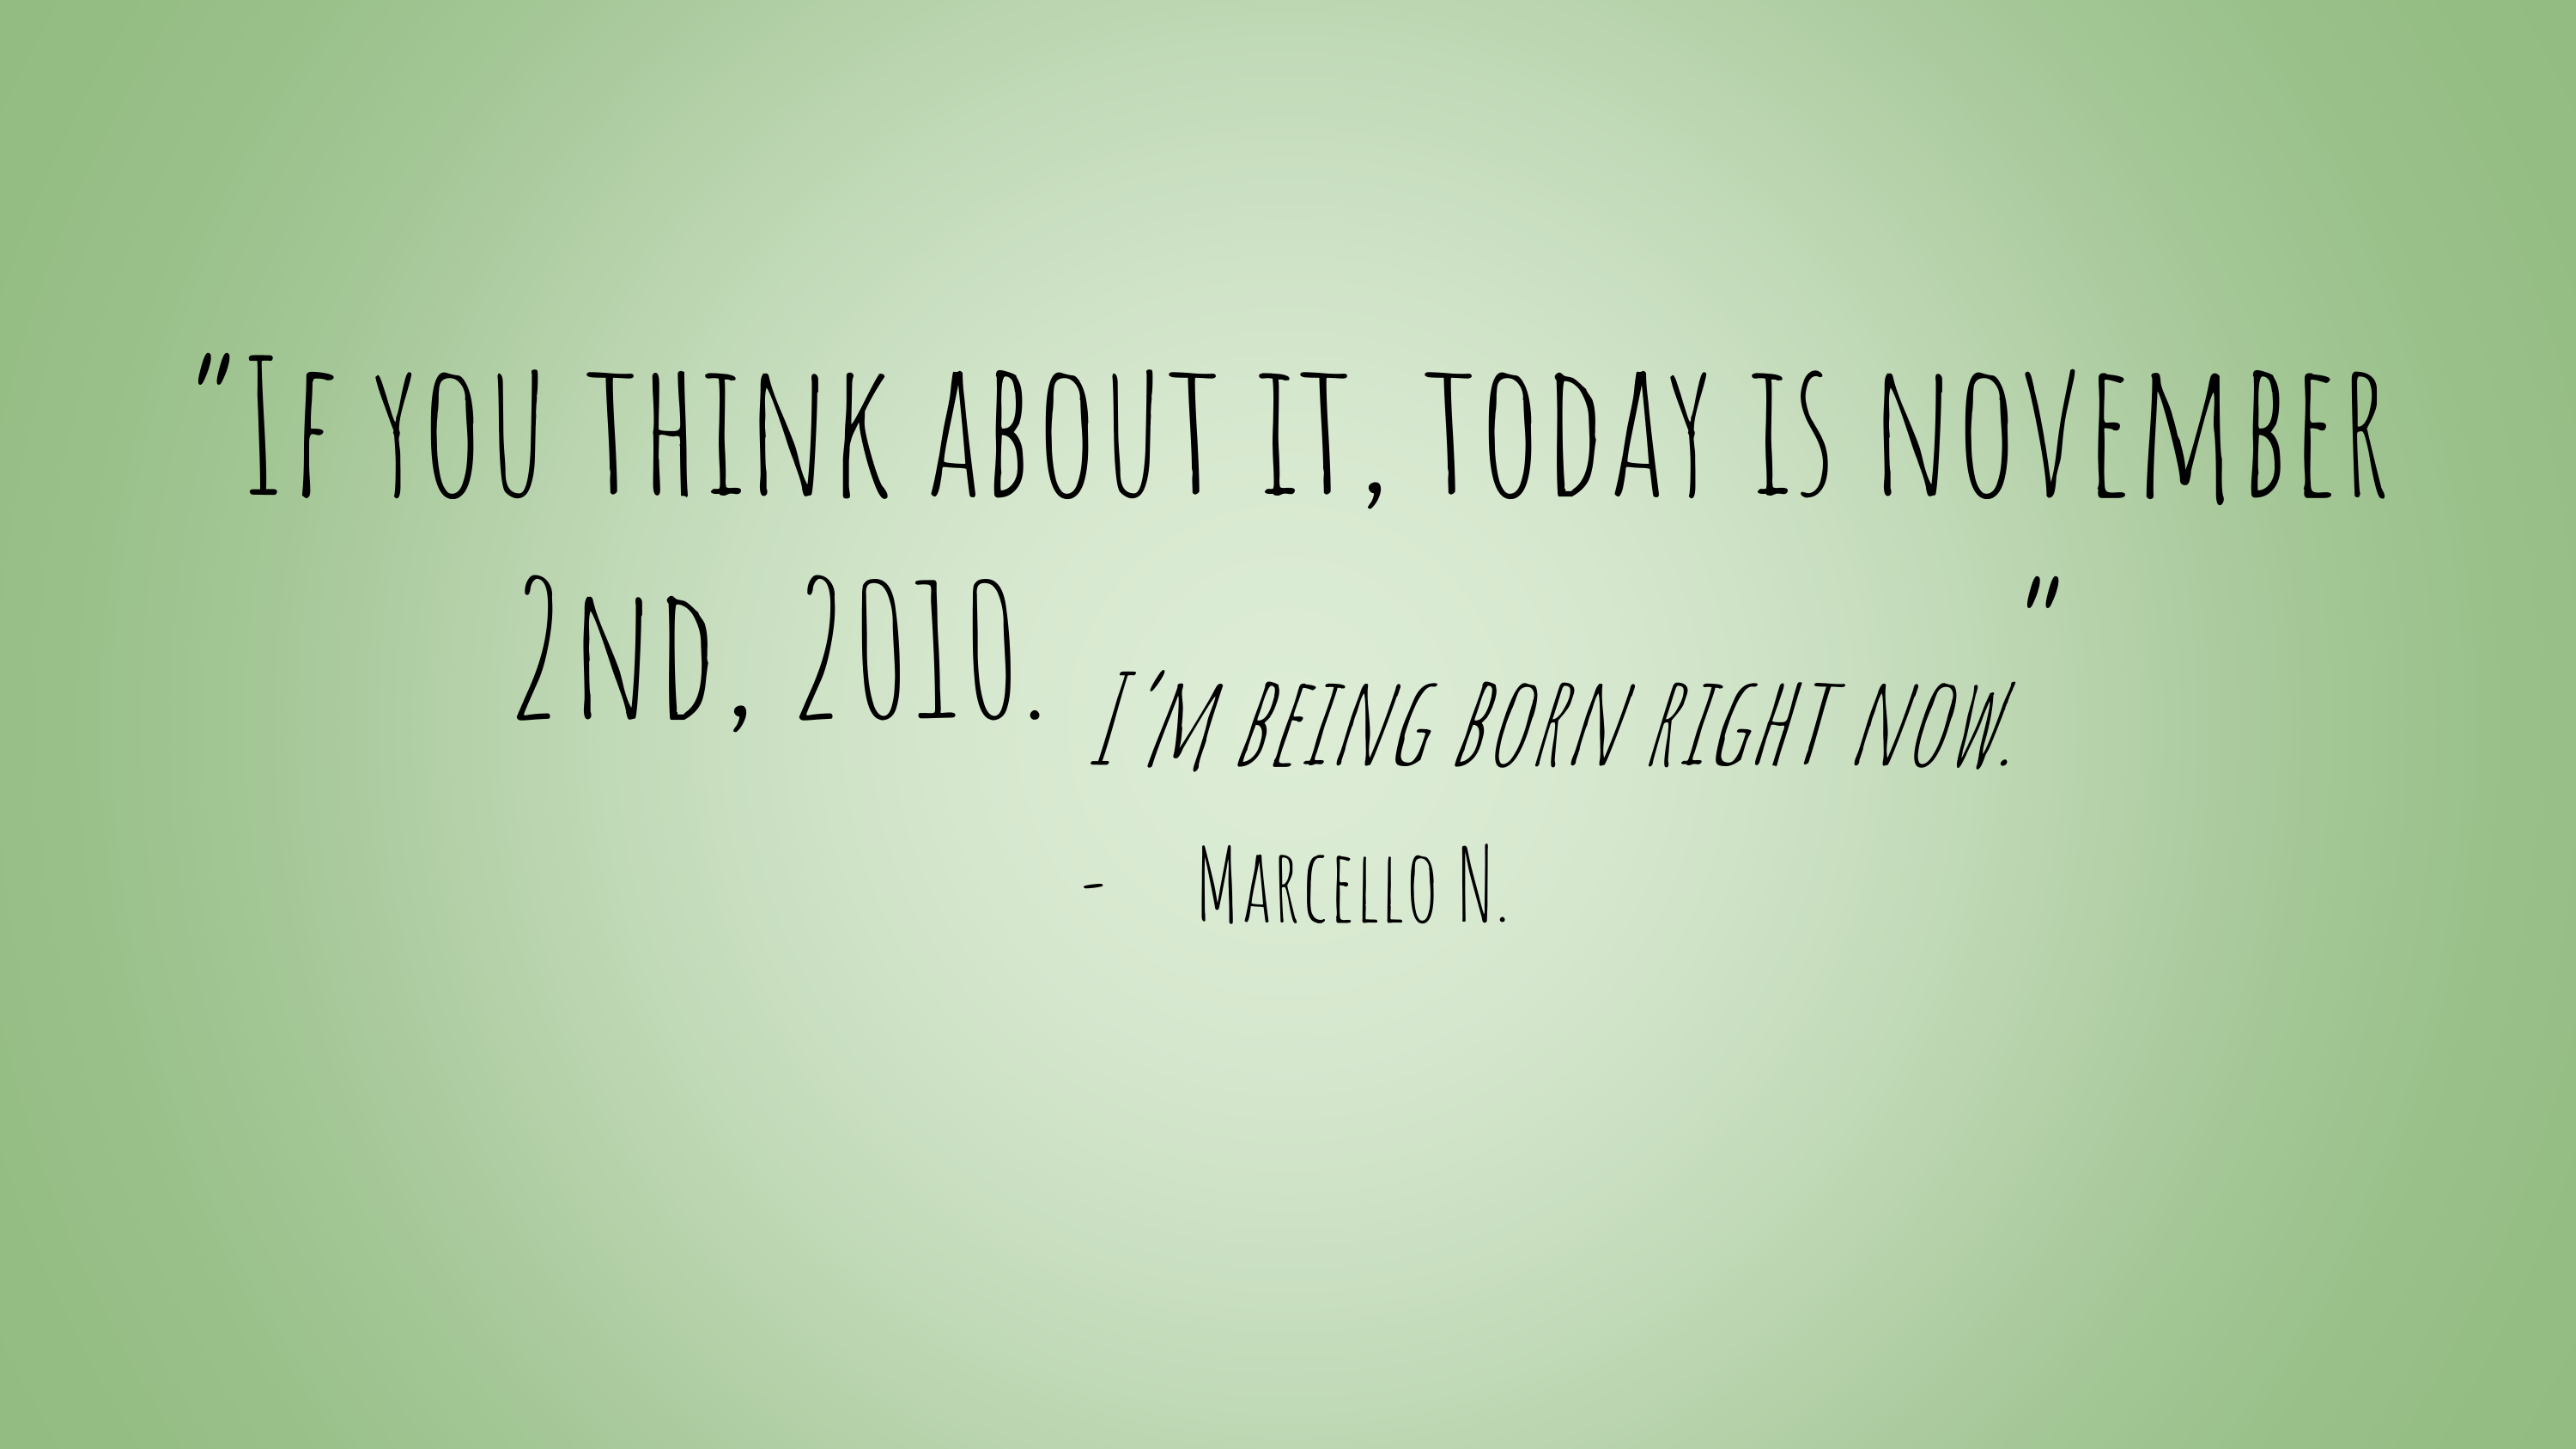 "If you think about it, today is november
2nd, 2010. I'm being born right now."
- Marcello N.